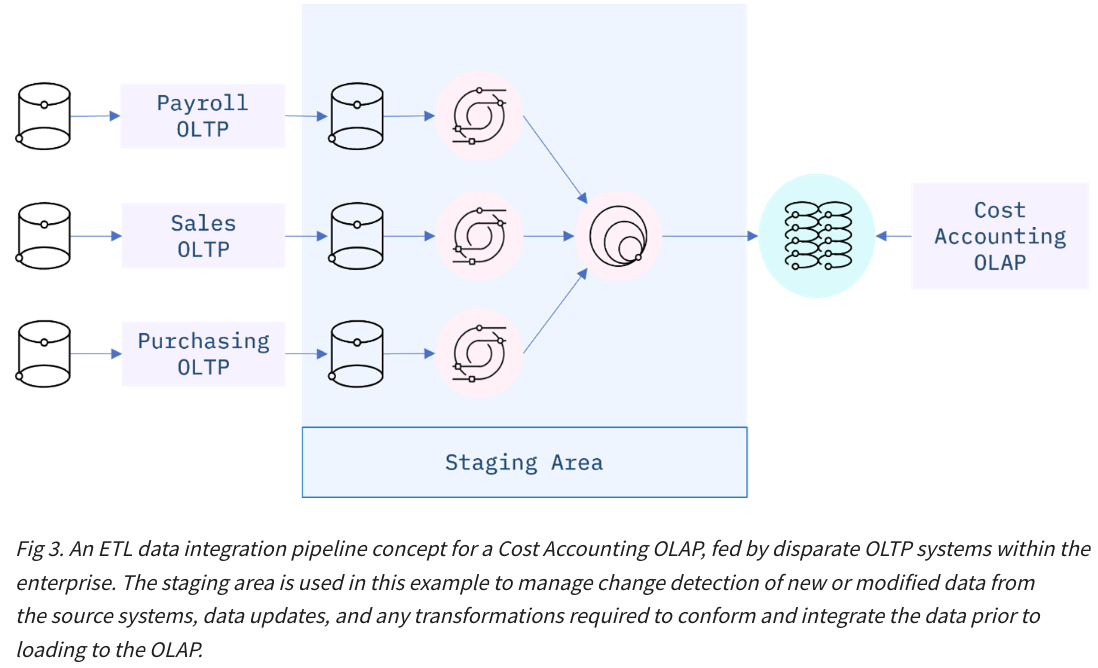 Payroll
OLTP
Sales
OLTP
Purchasing
OLTP
Cost
Accounting
OLAP
Staging Area
Fig 3. An ETL data integration pipeline concept for a Cost Accounting OLAP, fed by disparate OLTP systems within the
enterprise. The staging area is used in this example to manage change detection of new or modified data from
the source systems, data updates, and any transformations required to conform and integrate the data prior to
loading to the OLAP.